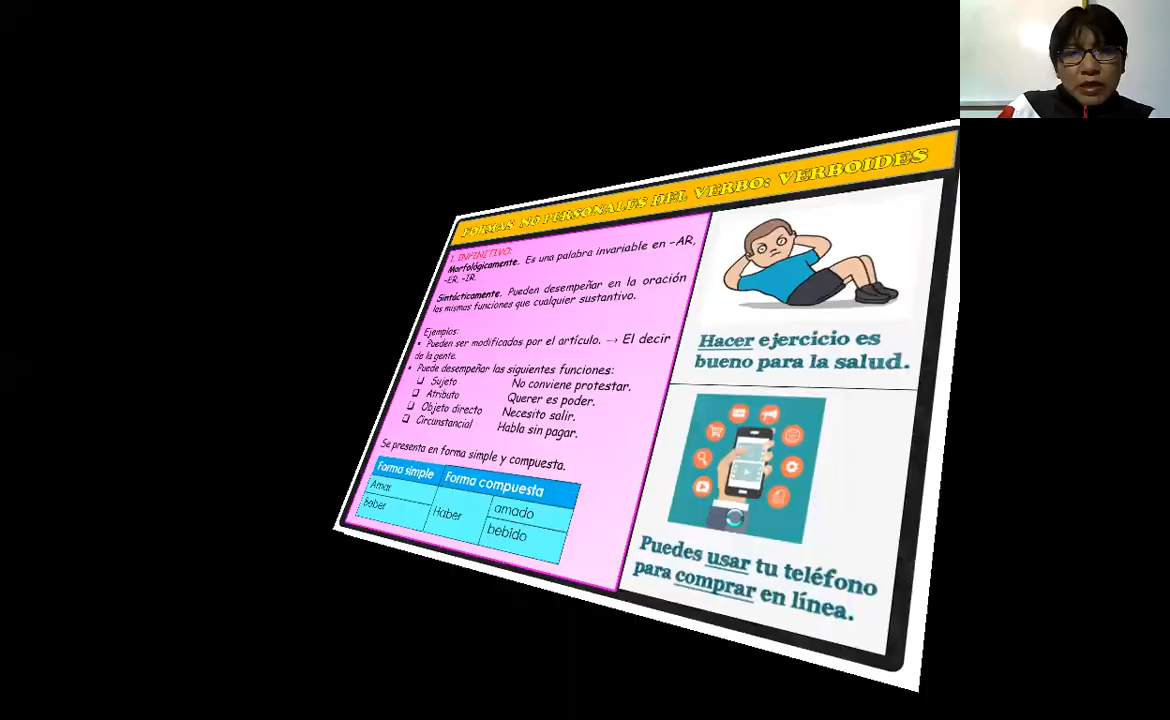 FORMAS NO PERSONALES DEL VERBO: VERBOIDES
1. INFINITIVO:
Morfológicamente. Es una palabra invariable en –AR,
-ER, -IR.
Sintácticamente. Pueden desempeñar en la oración
las mismas funciones que cualquier sustantivo.
Ejemplos:
• Pueden ser modificados por el artículo. → El decir
de la gente.
• Puede desempeñar las siguientes funciones:
❑ Sujeto No conviene protestar.
❑ Atributo Querer es poder.
❑ Objeto directo Necesito salir.
❑ Circunstancial Habla sin pagar.
Se presenta en forma simple y compuesta.
Forma simple Forma compuesta
Amar Haber amado
bebido
Hacer ejercicio es
bueno para la salud.
Puedes usar tu teléfono
para comprar en línea.